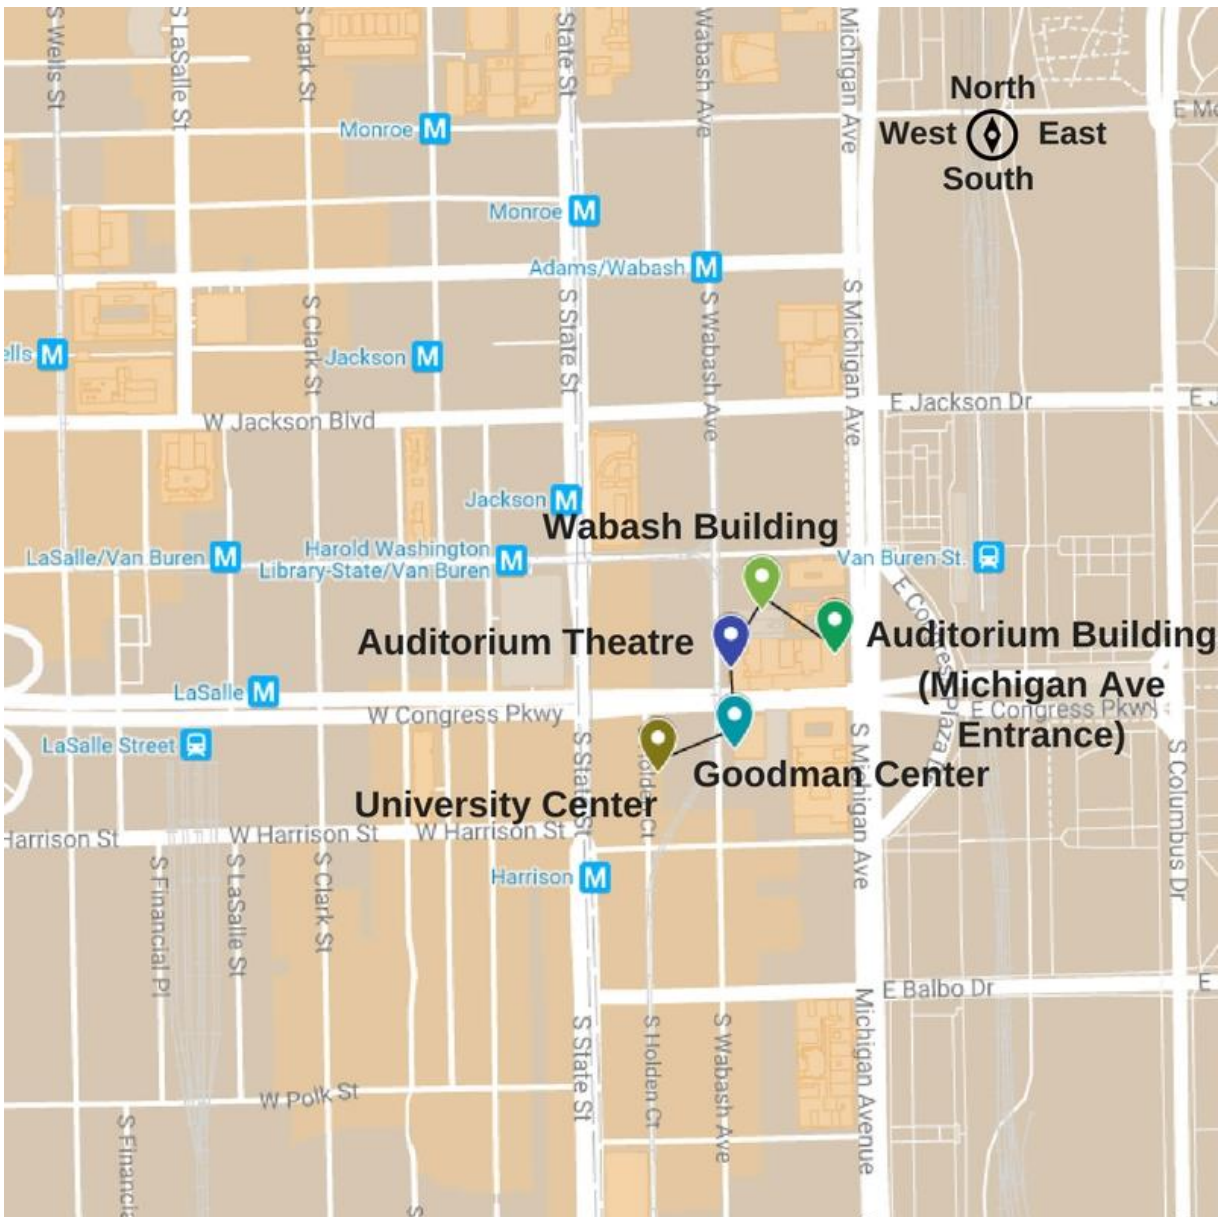 S Wells St
S LaSalle St
S Clark St
State St
Wabash Ave
Michigan Ave
North
West
East
South
Monroe
Monroe
Adams/Wabash
S Clark St
S State St
S Wabash Ave
S Michigan Ave
Jackson
ells
W Jackson Blvd
E Jackson Dr
E J
Jackson
Wabash Building
LaSalle/Van Buren
Harold Washington
Library-State/Van Buren
Van Buren St.
Auditorium Theatre
Auditorium Building
(Michigan Ave
Entrance)
LaSalle
W Congress Pkwy
E Congress Pkwy
LaSalle Street
Goodman Center
University Center
S State St
Holden Ct
S Michigan Ave
S Columbus Dr
Harrison St
W Harrison St
W Harrison St
Harrison
S Financial Pl
S LaSalle St
S Clark St
E Balbo Dr
E
W Polk St
S State St
S Holden Ct
S Wabash Ave
Michigan Avenue
S Financia
S